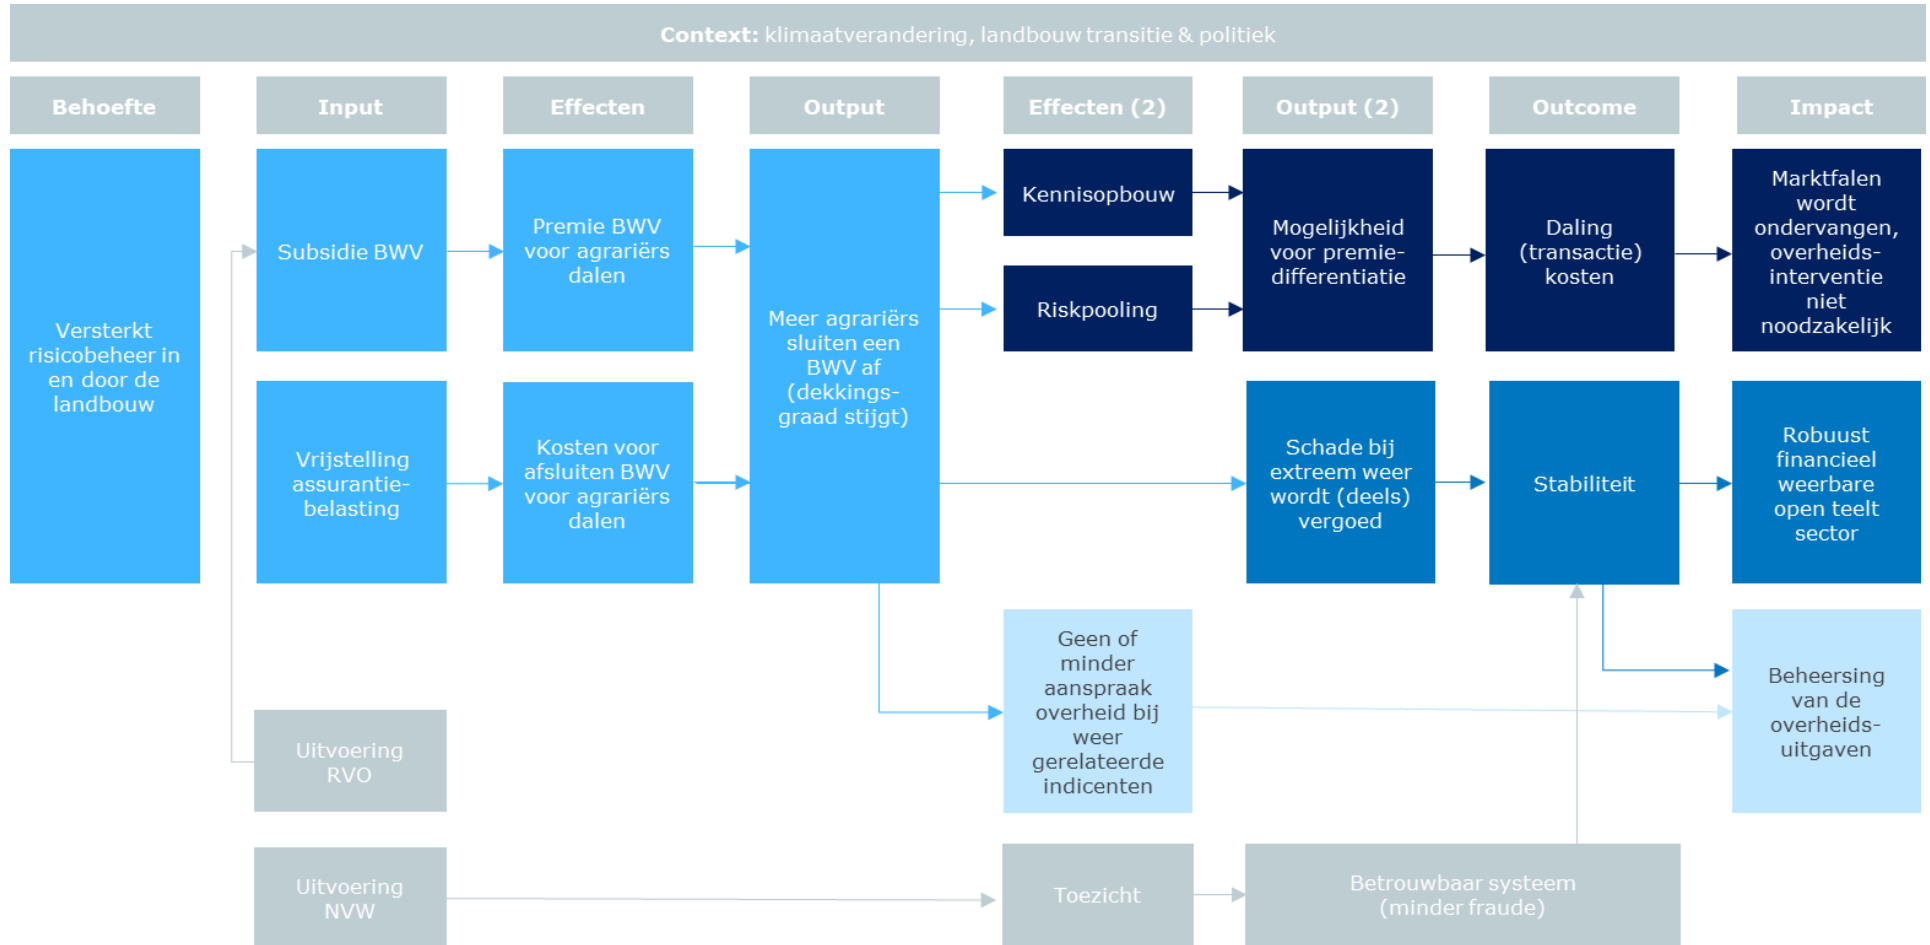 Context: klimaatverandering, landbouw transitie & politiek
Behoefte
Input
Effecten
Output
Effecten (2)
Output (2)
Outcome
Impact
Versterkt
risicobeheer in
en door de
landbouw
Subsidie BWV
Premie BWV
voor agrariërs
dalen
Vrijstelling
assurantie-
belasting
Kosten voor
afsluiten BWV
voor agrariërs
dalen
Meer agrariërs
sluiten een
BWV af
(dekkings-
graad stijgt)
Kennisopbouw
Riskpooling
Mogelijkheid
voor premie-
differentiatie
Daling
(transactie)
kosten
Marktfalen
wordt
ondervangen,
overheids-
interventie
niet
noodzakelijk
Schade bij
extreem weer
wordt (deels)
vergoed
Stabiliteit
Robuust
financieel
weerbare
open teelt
sector
Geen of
minder
aanspraak
overheid bij
weer
gerelateerde
indicenten
Beheersing
van de
overheids-
uitgaven
Uitvoering
RVO
Uitvoering
NVW
Toezicht
Betrouwbaar systeem
(minder fraude)